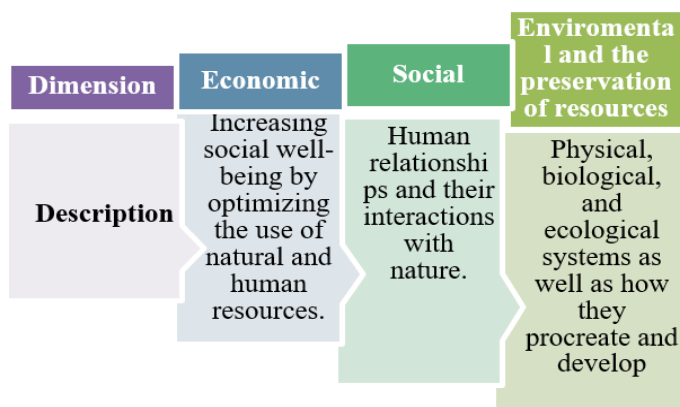 Dimension
Description
Economic
Increasing
social well-
being by
optimizing
the use of
natural and
human
resources.
Social
Human
relationshi
ps and their
interactions
with
nature.
Enviromenta
l and the
preservation
of resources
Physical,
biological,
and
ecological
systems as
well as how
they
procreate and
develop